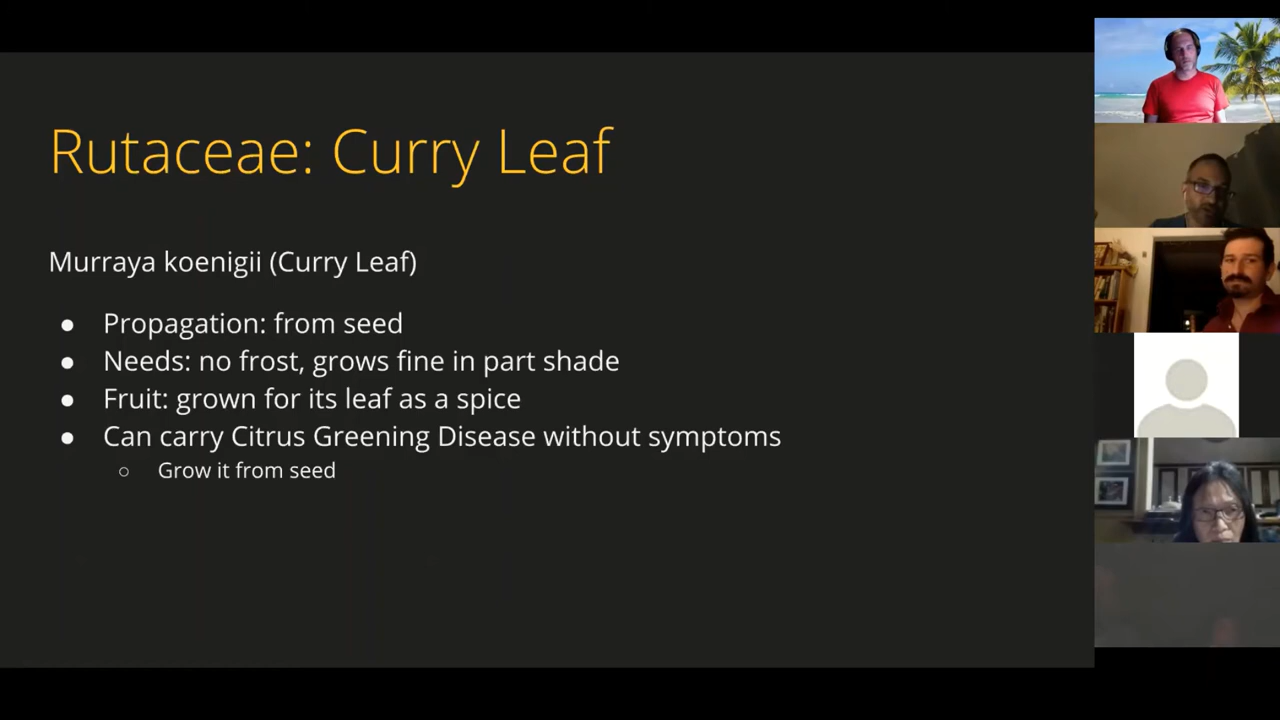 Rutaceae: Curry Leaf
Murraya koenigii (Curry Leaf)
● Propagation: from seed
● Needs: no frost, grows fine in part shade
● Fruit: grown for its leaf as a spice
● Can carry Citrus Greening Disease without symptoms
○ Grow it from seed